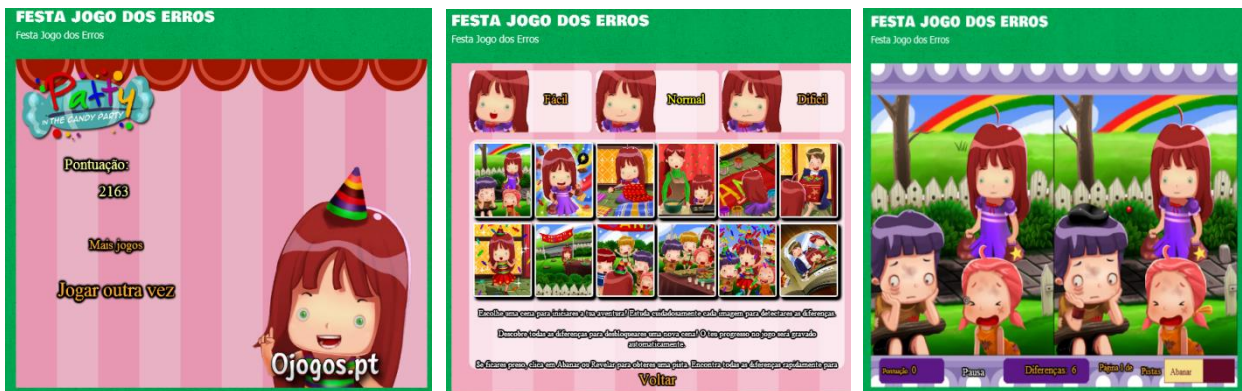 FESTA JOGO DOS ERROS
Festa Jogo dos Erros
Patty
IN THE CANDY PARTY
Pontuação:
2163
Mais jogos
Jogar outra vez
Ojogos.pt
FESTA JOGO DOS ERROS
Festa Jogo dos Erros
Fácil
Normal
Difícil
Escolhe uma cena para iniciares a tua aventura! Estuda cuidadosamente cada imagem para detectares as diferenças.
Descobre todas as diferenças para desbloqueares uma nova cena! O teu progresso no jogo será gravado
automaticamente.
Se ficares preso, clica em Abanar ou Revelar para obteres uma pista. Encontra todas as diferenças rapidamente para
Voltar
FESTA JOGO DOS ERROS
Festa Jogo dos Erros
Pontuação 0
Pausa
Diferenças 6
Página 1 de
Pistas
Abanar